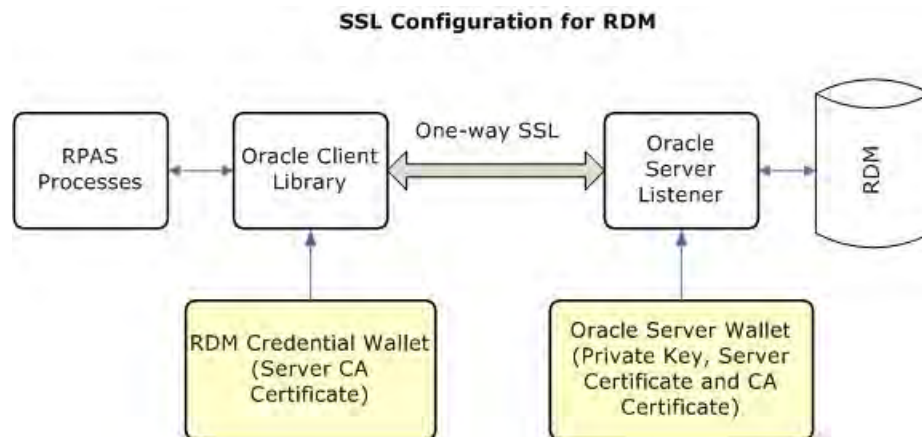 SSL Configuration for RDM
RPAS
Processes
Oracle Client
Library
One-way SSL
Oracle
Server
Listener
RDM
RDM Credential Wallet
(Server CA
Certificate)
Oracle Server Wallet
(Private Key, Server
Certificate and CA
Certificate)